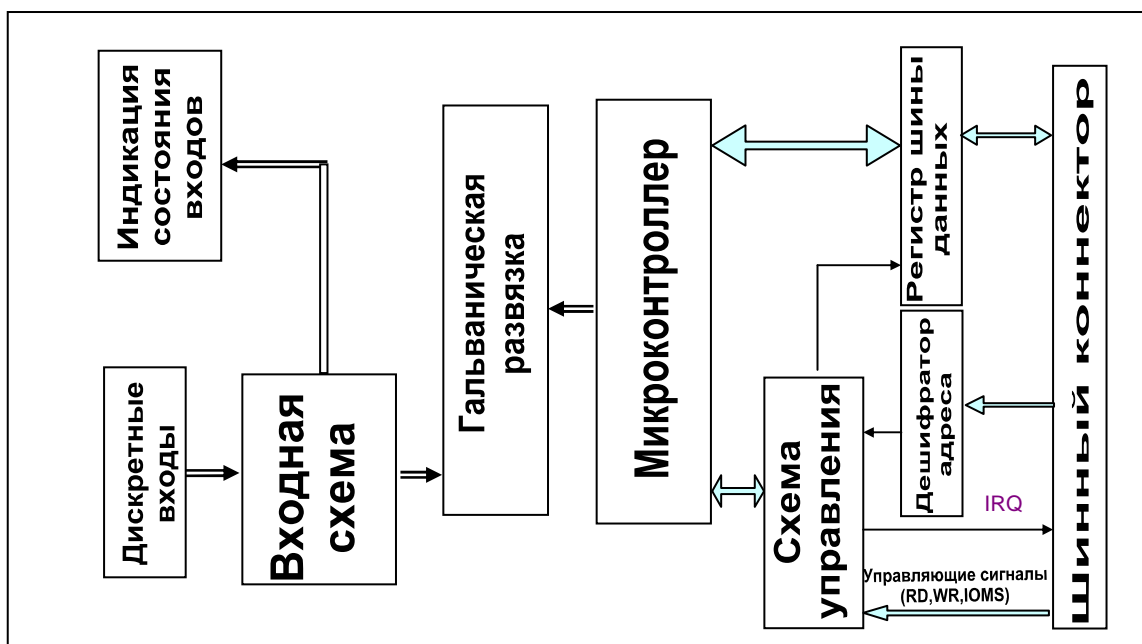 Индикация
состояния
входов
Дискретные
входы
Входная
схема
Гальваническая
развязка
Микроконтроллер
Схема
управления
Регистр шины
данных
Дешифратор
адреса
IRQ
Управляющие сигналы
(RD,WR,IOMS)
Шинный коннектор